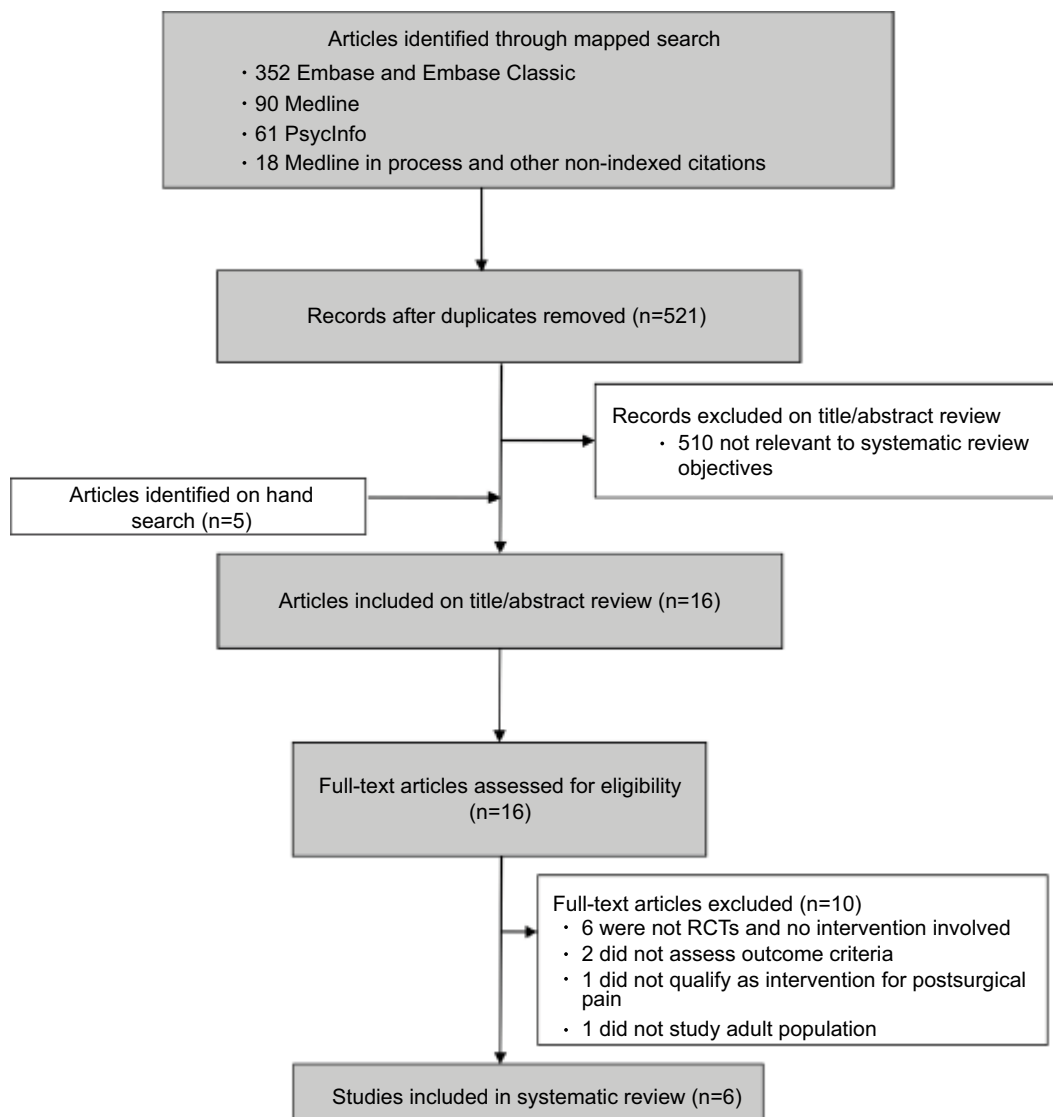 Articles identified through mapped search
· 352 Embase and Embase Classic
· 90 Medline
· 61 PsycInfo
· 18 Medline in process and other non-indexed citations
Records after duplicates removed (n=521)
Records excluded on title/abstract review
· 510 not relevant to systematic review
objectives
Articles identified on hand
search (n=5)
Articles included on title/abstract review (n=16)
Full-text articles assessed for eligibility
(n=16)
Full-text articles excluded (n=10)
· 6 were not RCTs and no intervention involved
· 2 did not assess outcome criteria
· 1 did not qualify as intervention for postsurgical
pain
· 1 did not study adult population
Studies included in systematic review (n=6)